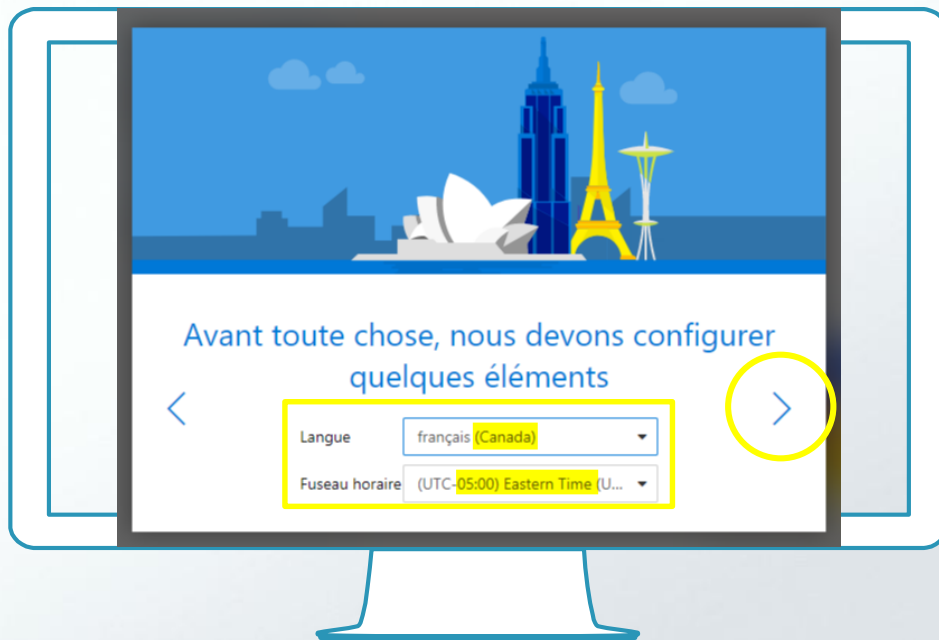 Avant toute chose, nous devons configurer
quelques éléments
Langue français (Canada)
Fuseau horaire (UTC-05:00) Eastern Time (U...